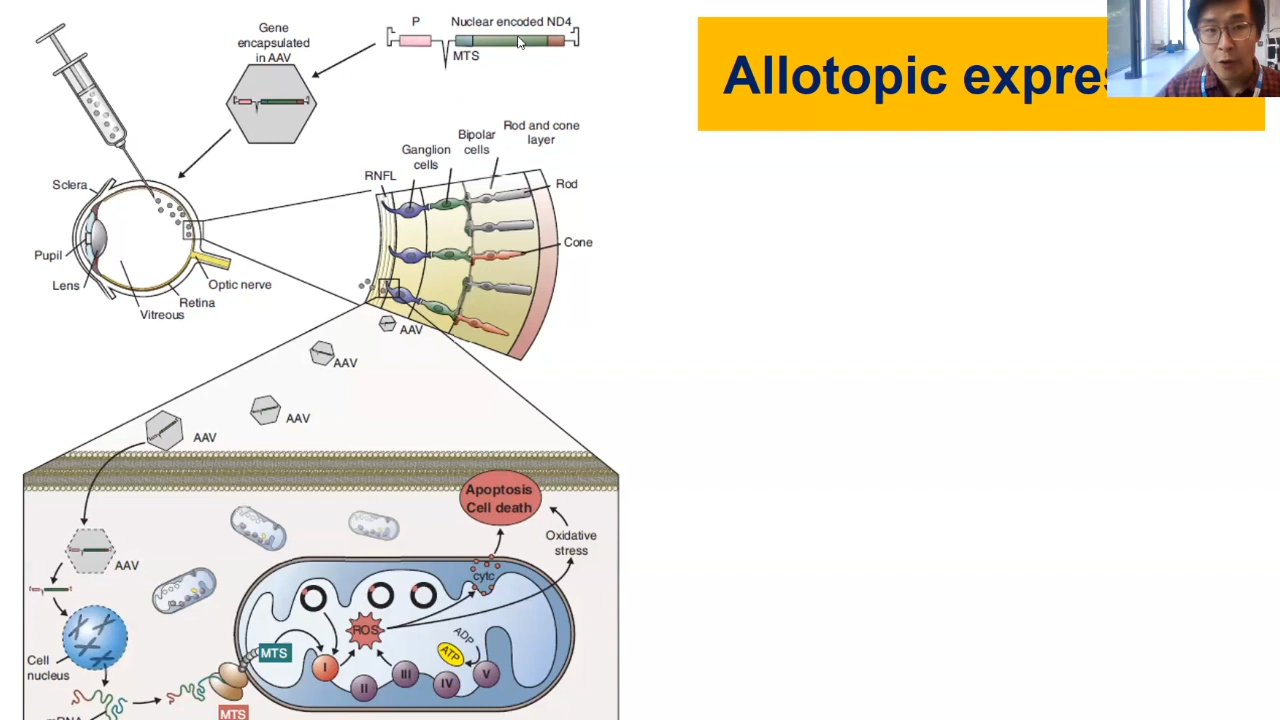 P
Nuclear encoded ND4
MTS
Gene
encapsulated
in AAV
Allotopic expres
Rod and cone
layer
Bipolar
cells
Ganglion
cells
RNFL
Rod
Sclera
Cone
Pupil
Lens
Optic nerve
Retina
Vitreous
AAV
AAV
AAV
AAV
Apoptosis
Cell death
Oxidative
stress
AAV
cytc
ROS
ADP
ATP
MTS
I
II
III
IV
V
Cell
nucleus
MTS
mRNA